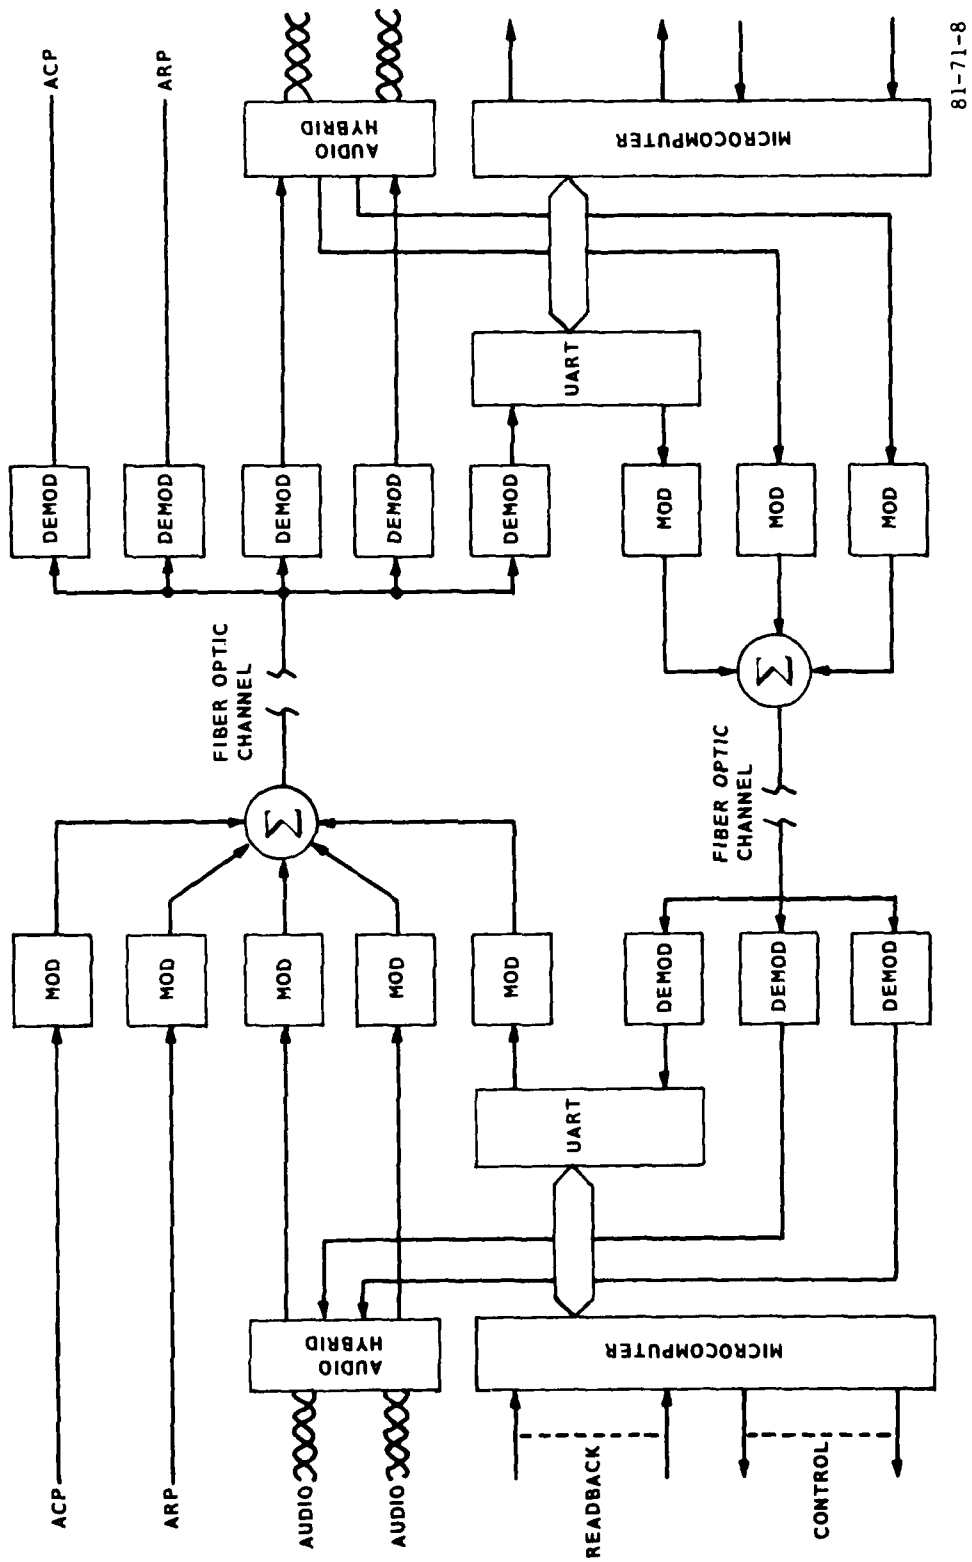 ACP
MOD
DEMOD
ACP
ARP
MOD
DEMOD
ARP
FIBER OPTIC
CHANNEL
AUDIO
AUDIO
AUDIO
HYBRID
MOD
MOD
Σ
DEMOD
DEMOD
AUDIO
HYBRID
READBACK
CONTROL
MICROCOMPUTER
UART
MOD
DEMOD
UART
MICROCOMPUTER
DEMOD
MOD
FIBER OPTIC
CHANNEL
DEMOD
Σ
MOD
DEMOD
MOD
81-71-8